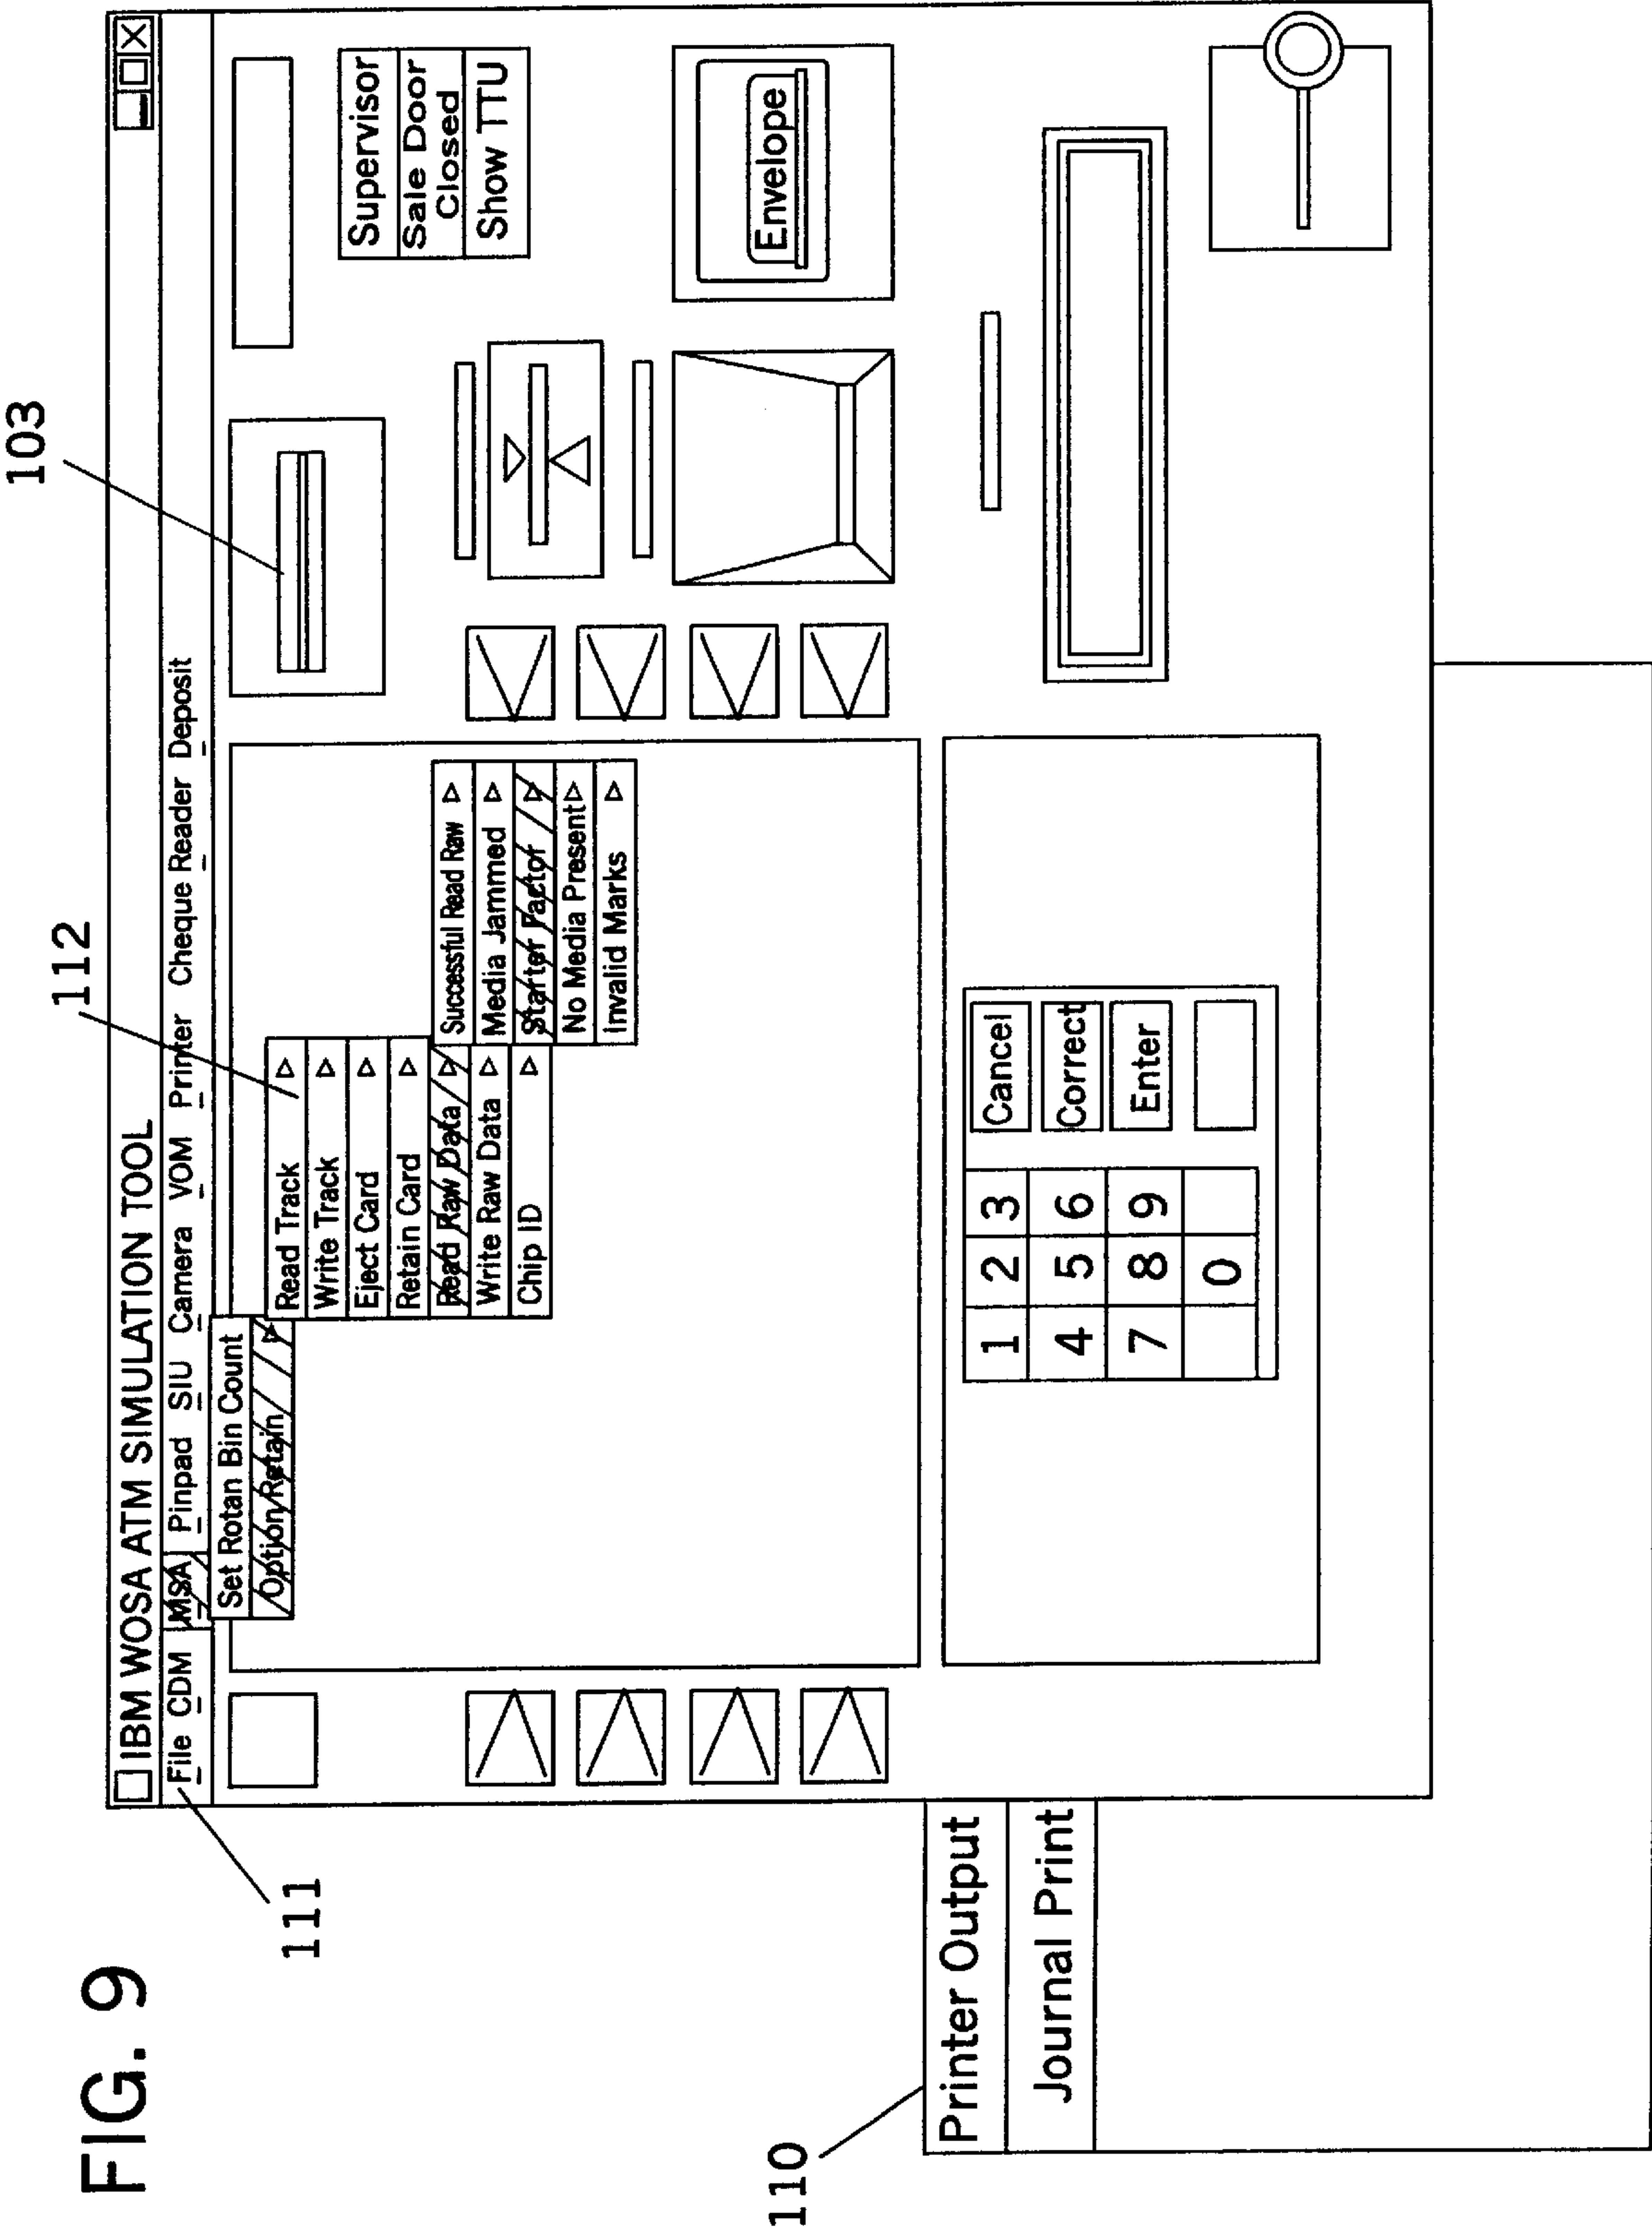 FIG. 9
103
112
111
110
IBM WOSA ATM SIMULATION TOOL
File CDM MSA Pinpad SIU Camera VOM Printer Cheque Reader Deposit
Set Rotan Bin Count
Option/Retain
Read Track
Write Track
Eject Card
Retain Card
Read Raw Data
Write Raw Data
Chip ID
Successful Read Raw
Media Jammed
Starter Factor
No Media Present
Invalid Marks
Supervisor
Sale Door
Closed
Show TTU
Envelope
1 2 3 Cancel
4 5 6 Correct
7 8 9 Enter
0
Printer Output
Journal Print